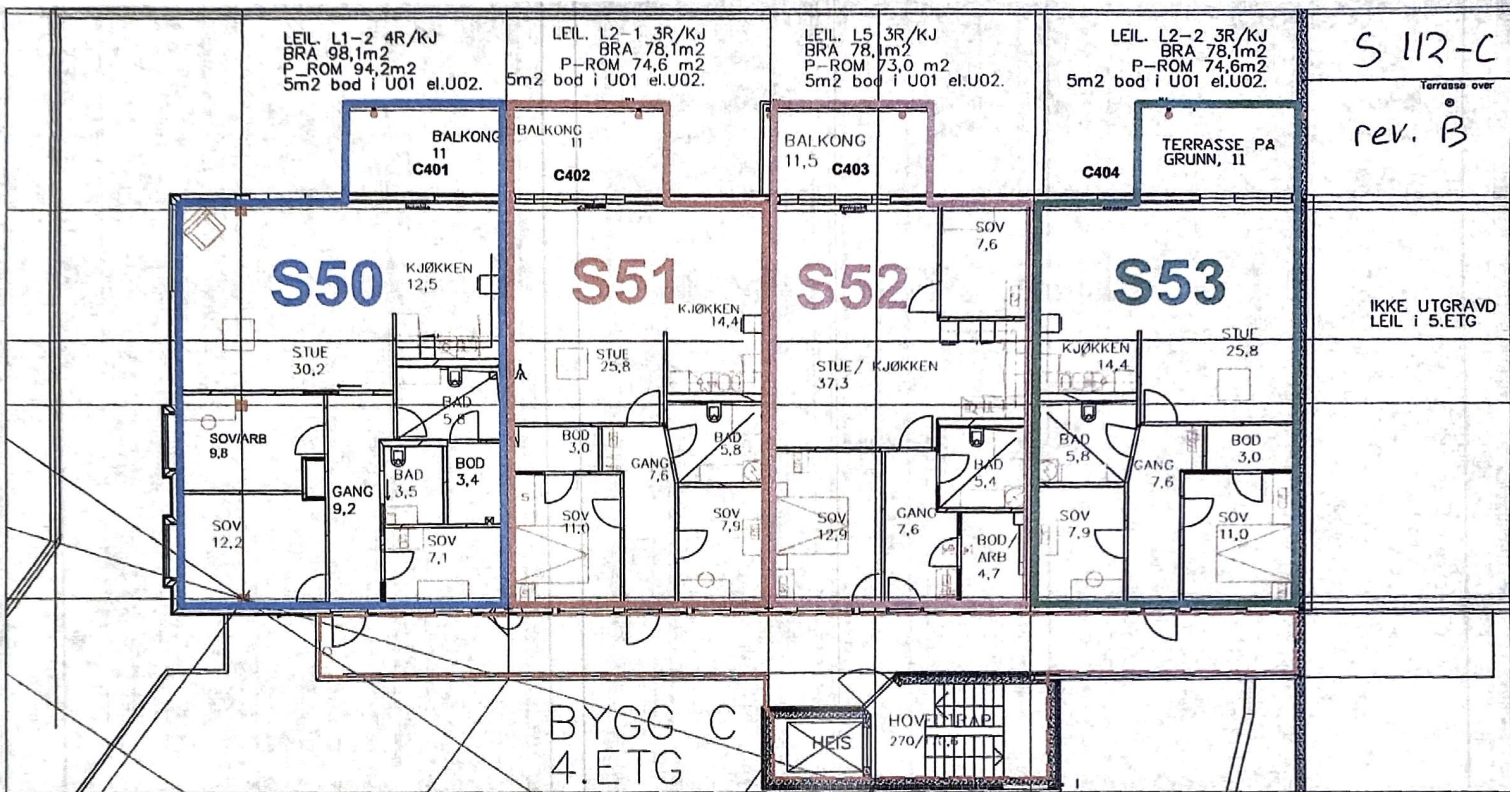 LEIL. L1-2 4R/KJ
BRA 98,1m2
P_ROM 94,2m2
5m2 bod i U01 el.U02.
LEIL. L2-1 3R/KJ
BRA 78,1m2
P-ROM 74,6 m2
5m2 bod i U01 el.U02.
LEIL. L5 3R/KJ
BRA 78,1m2
P-ROM 73,0 m2
5m2 bod i U01 el.U02.
LEIL. L2-2 3R/KJ
BRA 78,1m2
P-ROM 74,6m2
5m2 bod i U01 el.U02.
S 112-C
Terrasse over
rev. B
BALKONG
11
C401
BALKONG
11
C402
BALKONG
11,5
C403
C404
TERRASSE PÅ
GRUNN, 11
S50
KJØKKEN
12,5
STUE
30,2
BAD
5,8
SOV/ARB
9,8
GANG
9,2
BAD
3,5
BOD
3,4
SOV
12,2
SOV
7,1
S51
KJØKKEN
14,4
STUE
25,8
BOD
3,0
GANG
7,6
BAD
5,8
S
SOV
11,0
SOV
7,9
S52
SOV
7,6
STUE/ KJØKKEN
37,3
BAD
5,4
SOV
12,9
GANG
7,6
BOD/
ARB
4,7
S53
KJØKKEN
14,4
STUE
25,8
BAD
5,8
GANG
7,6
BOD
3,0
SOV
7,9
SOV
11,0
IKKE UTGRAVD
LEIL i 5.ETG
BYGG C
4.ETG
HEIS
HOVEDTRAP